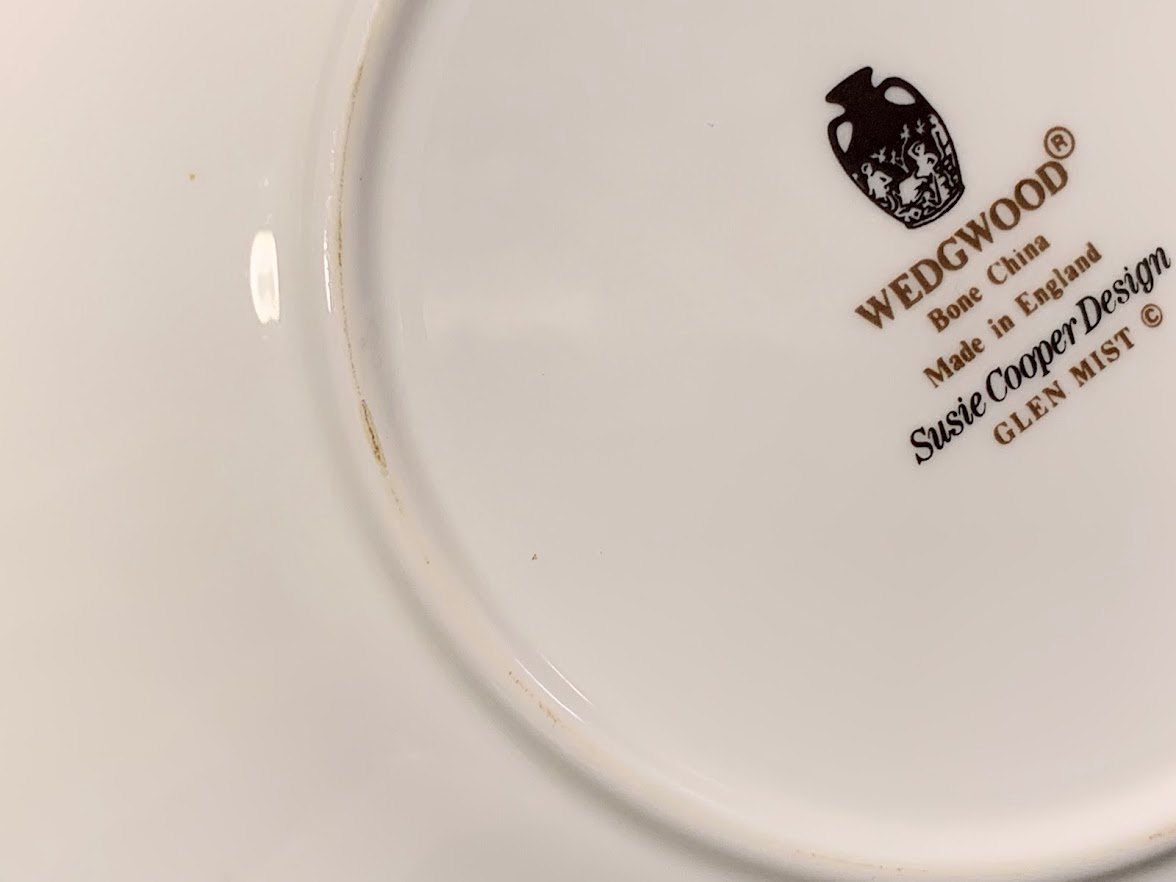 WEDGWOOD®
Bone China
Made in England
Susie Cooper Design
GLEN MIST ©